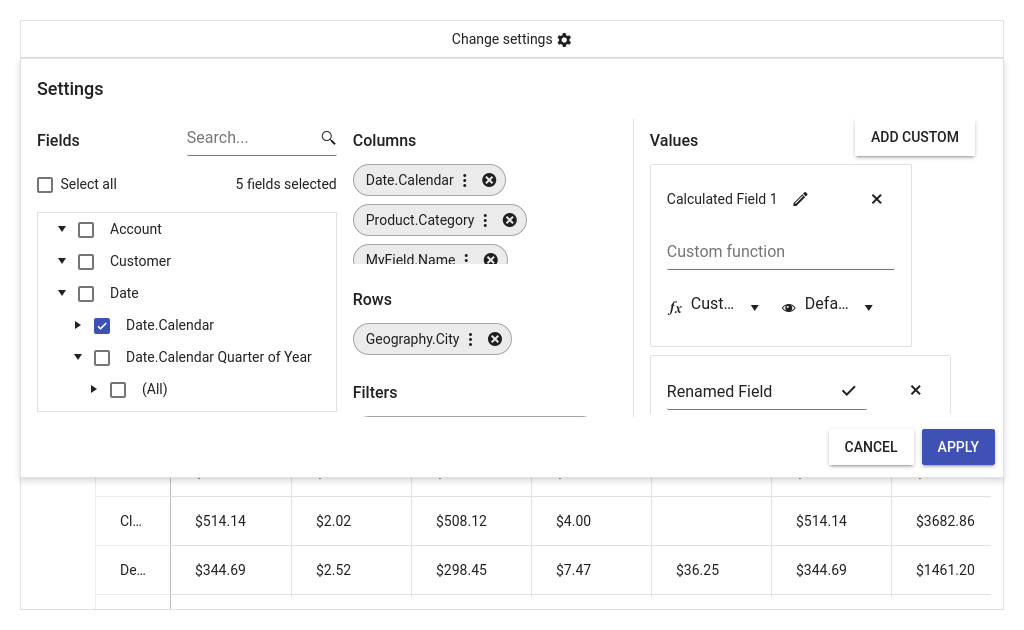 Change settings
Settings
Fields
Search...
Select all
5 fields selected
Account
Customer
Date
Date.Calendar
Date.Calendar Quarter of Year
(All)
Columns
Date.Calendar
Product.Category
MyField.Name
Rows
Geography.City
Filters
Values
ADD CUSTOM
Calculated Field 1
Custom function
fx Cust...
Defa...
Renamed Field
CANCEL
APPLY
Cl... $514.14 $2.02 $508.12 $4.00 $514.14 $3682.86
De... $344.69 $2.52 $298.45 $7.47 $36.25 $344.69 $1461.20